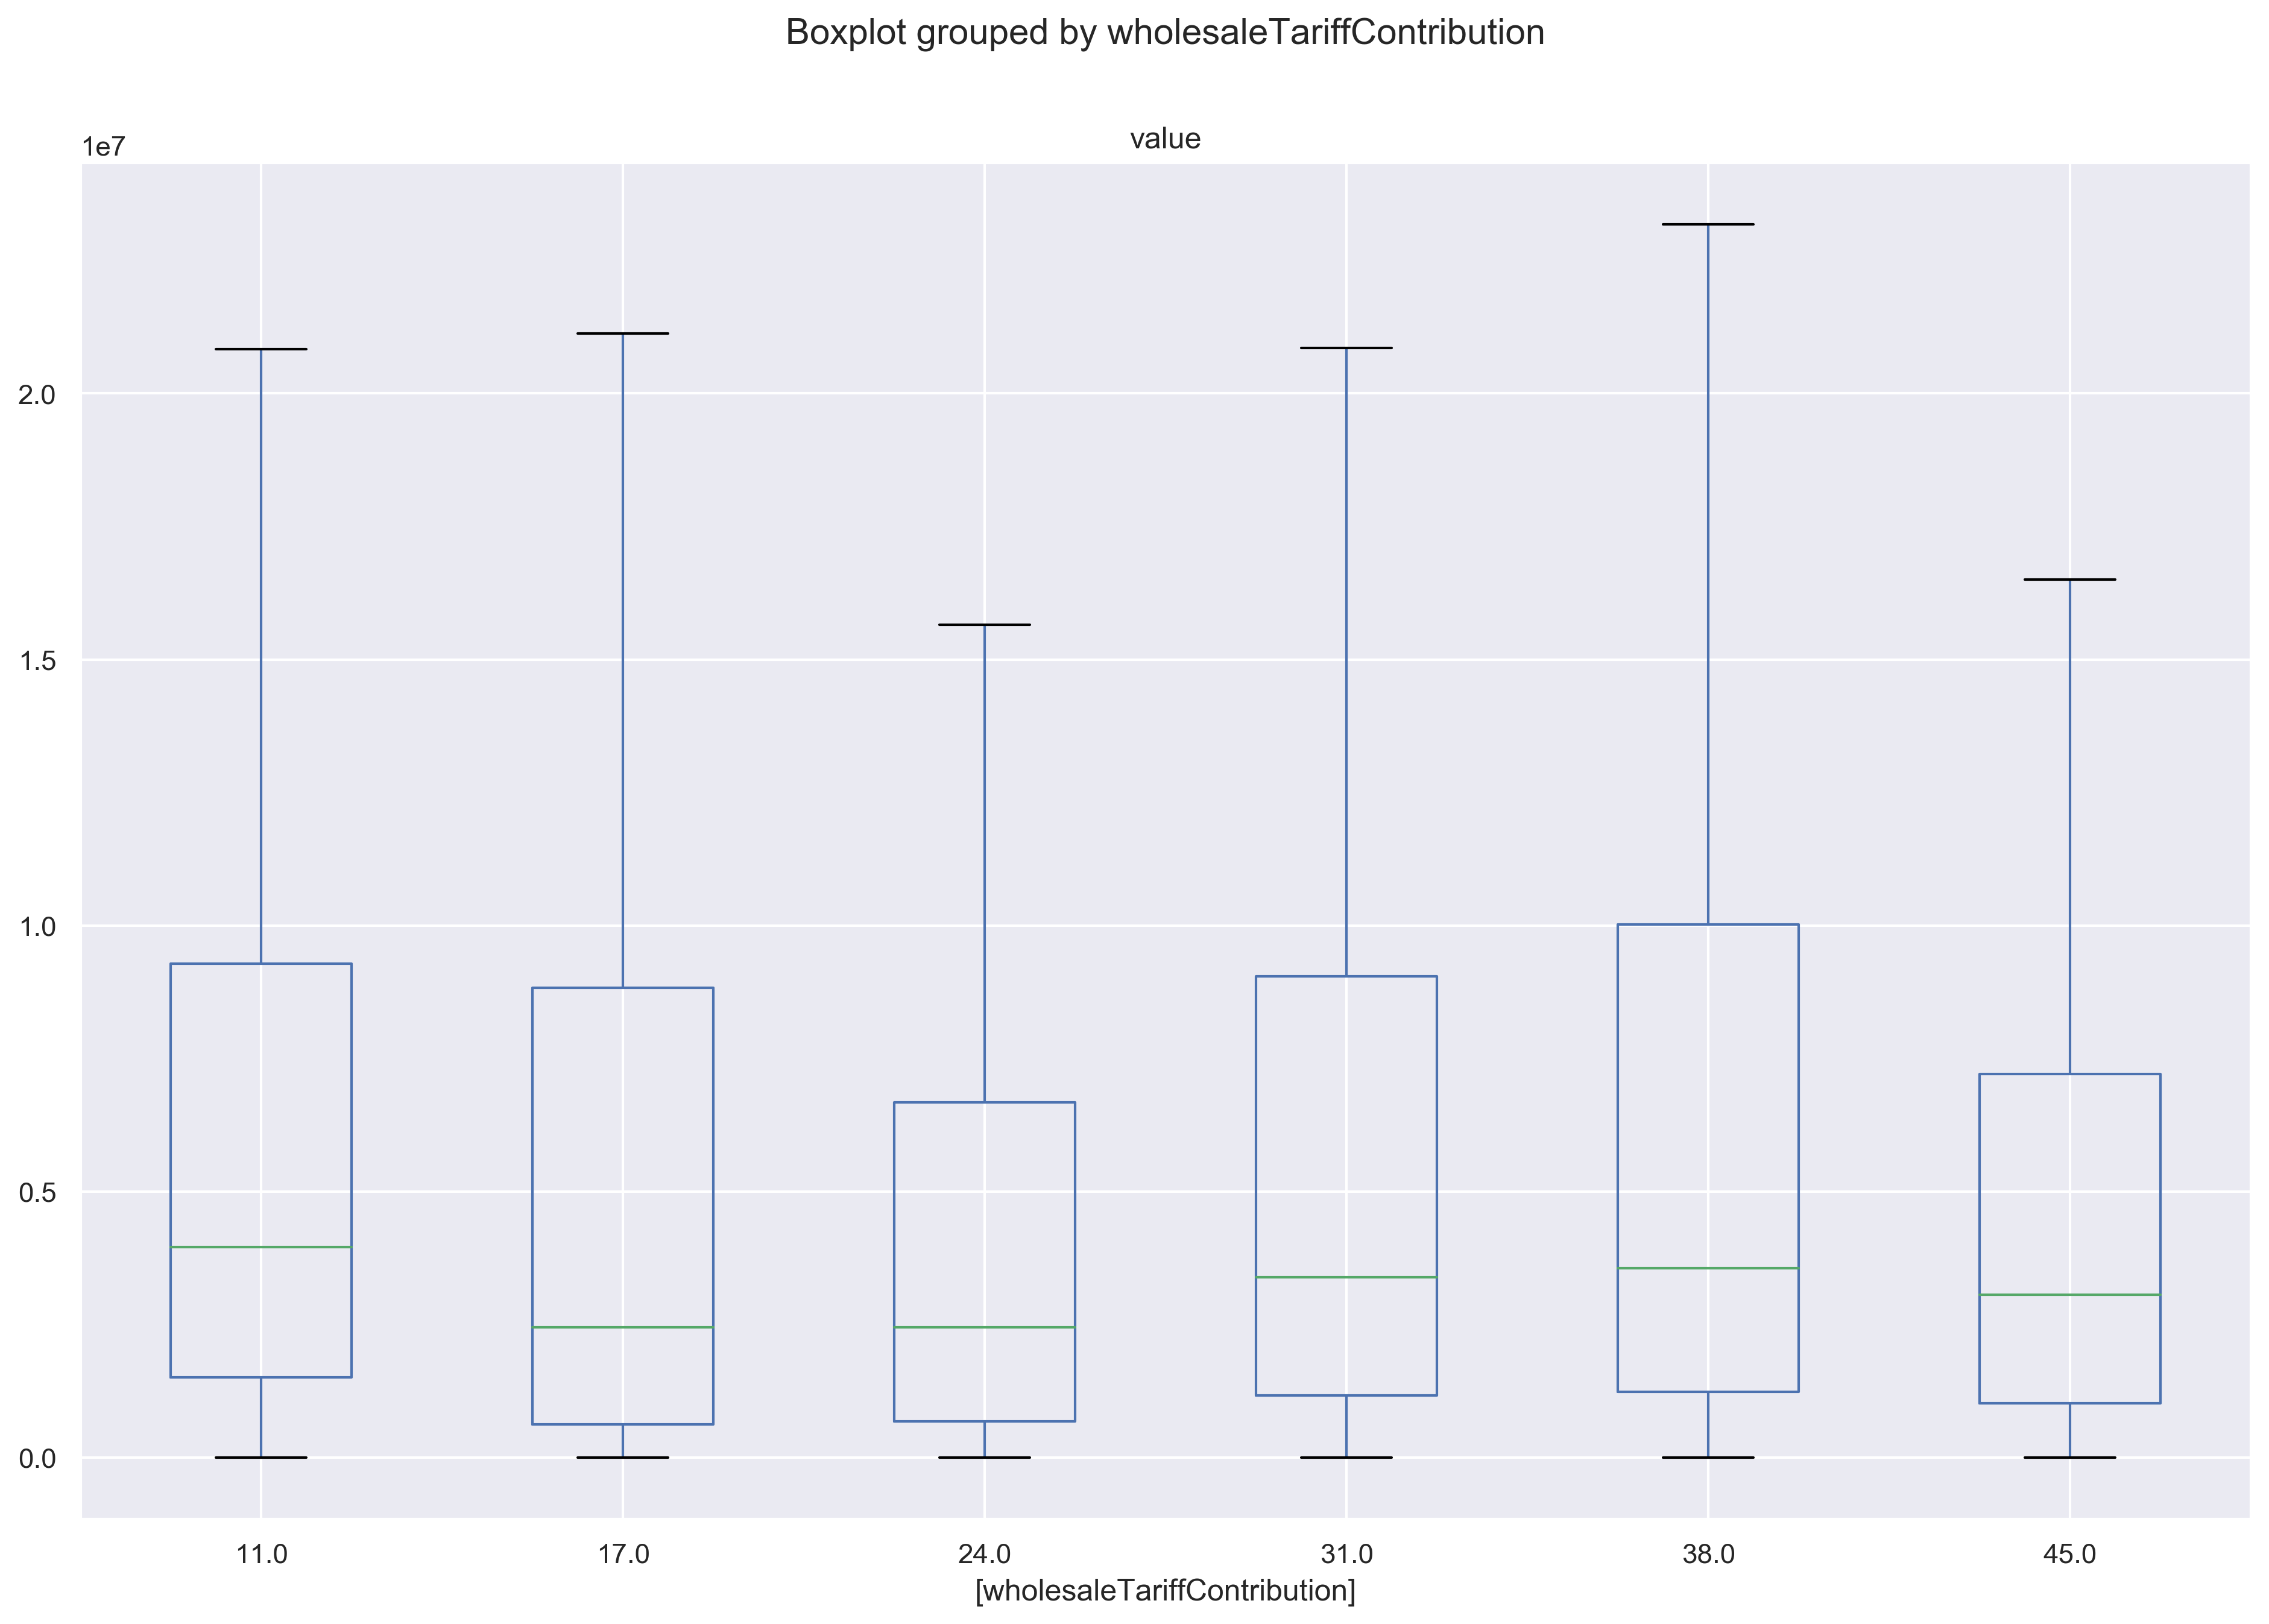 Boxplot grouped by wholesaleTariffContribution
value
1e7
2.0
1.5
1.0
0.5
0.0
11.0 17.0 24.0 31.0 38.0 45.0
[wholesaleTariffContribution]